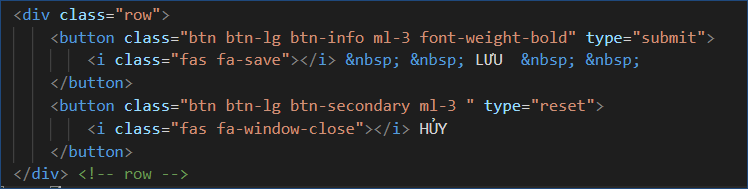 <div class="row">
<button class="btn btn-lg btn-info ml-3 font-weight-bold" type="submit">
<i class="fas fa-save"></i> &nbsp; &nbsp; LƯU  &nbsp; &nbsp;
</button>
<button class="btn btn-lg btn-secondary ml-3 " type="reset">
<i class="fas fa-window-close"></i> HỦY
</button>
</div> <!-- row -->